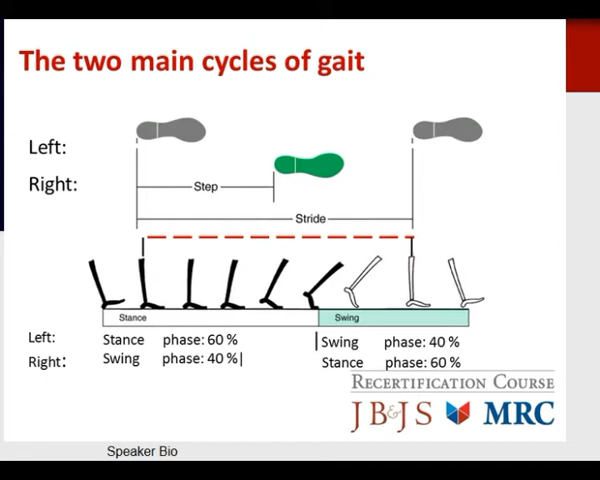 The two main cycles of gait
Left:
Right:
Step
Stride
Stance
Swing
Left: Stance phase: 60 % Swing phase: 40 %
Right: Swing phase: 40 % Stance phase: 60 %
RECERTIFICATION COURSE
JB&JS MRC
Speaker Bio